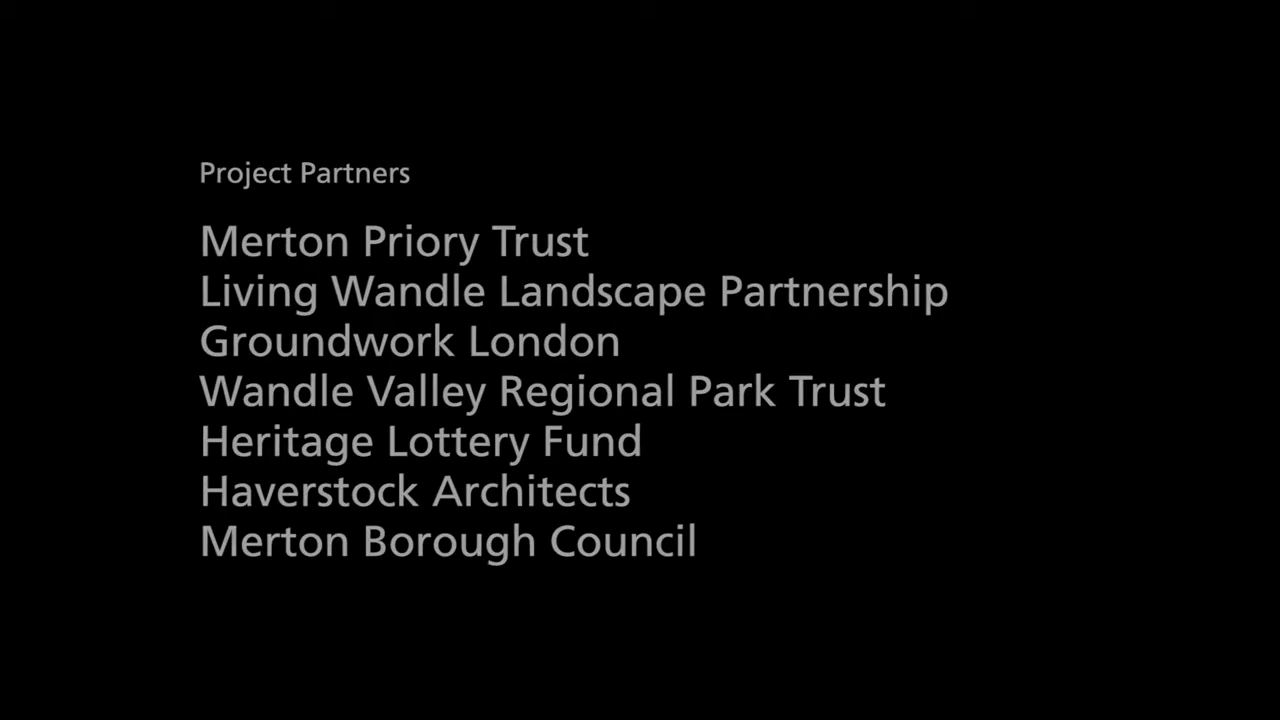 Project Partners
Merton Priory Trust
Living Wandle Landscape Partnership
Groundwork London
Wandle Valley Regional Park Trust
Heritage Lottery Fund
Haverstock Architects
Merton Borough Council